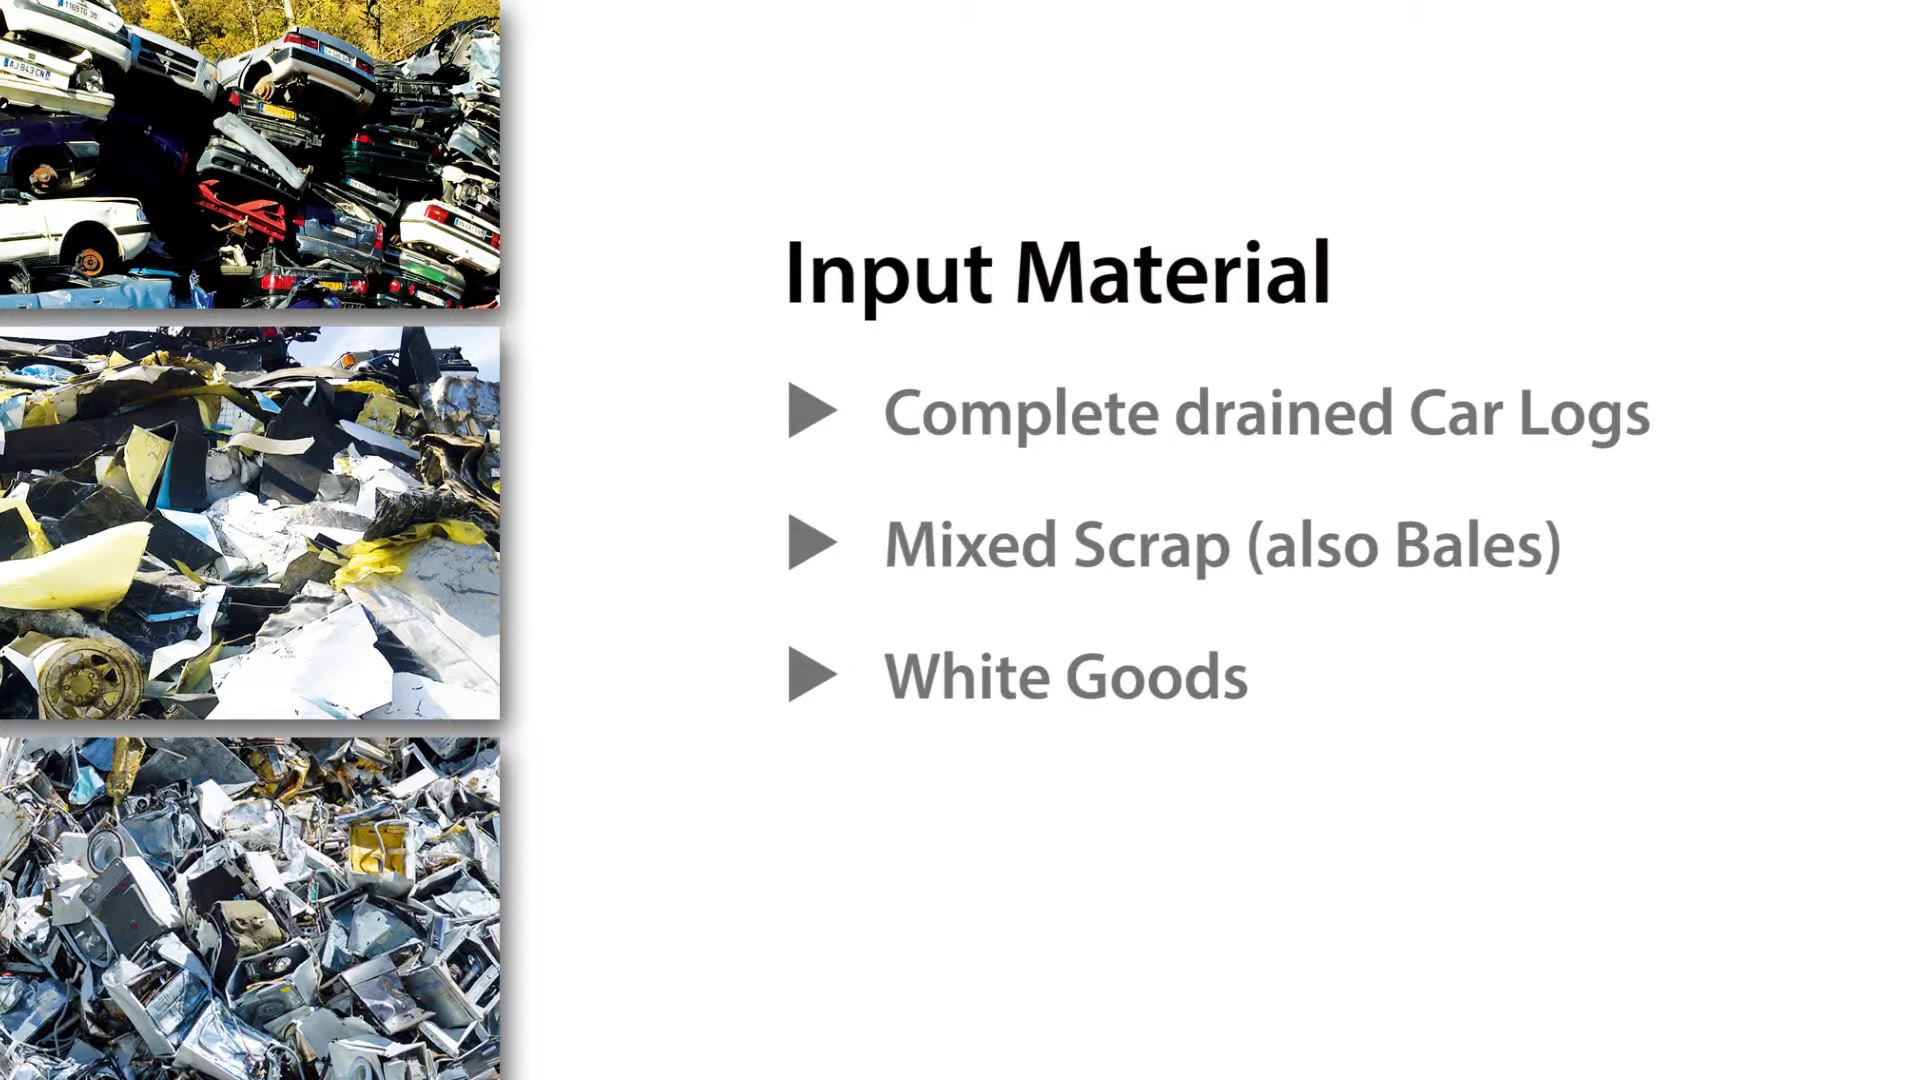 Input Material
Complete drained Car Logs
Mixed Scrap (also Bales)
White Goods